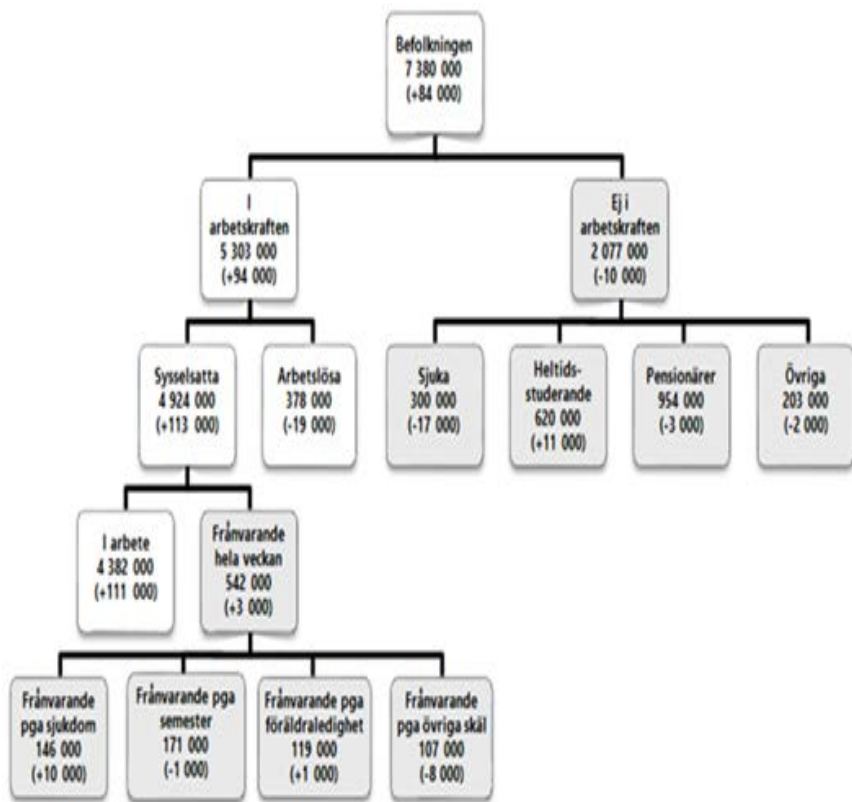 Befolkningen
7 380 000
(+84 000)
I
arbetskraften
5 303 000
(+94 000)
Ej i
arbetskraften
2 077 000
(-10 000)
Sysselsatta
4 924 000
(+113 000)
Arbetslösa
378 000
(-19 000)
Sjuka
300 000
(-17 000)
Heltids-
studerande
620 000
(+11 000)
Pensionärer
954 000
(-3 000)
Övriga
203 000
(-2 000)
I arbete
4 382 000
(+111 000)
Frånvarande
hela veckan
542 000
(+3 000)
Frånvarande
pga sjukdom
146 000
(+10 000)
Frånvarande pga
semester
171 000
(-1 000)
Frånvarande pga
föräldraledighet
119 000
(+1 000)
Frånvarande
pga övriga skäl
107 000
(-8 000)